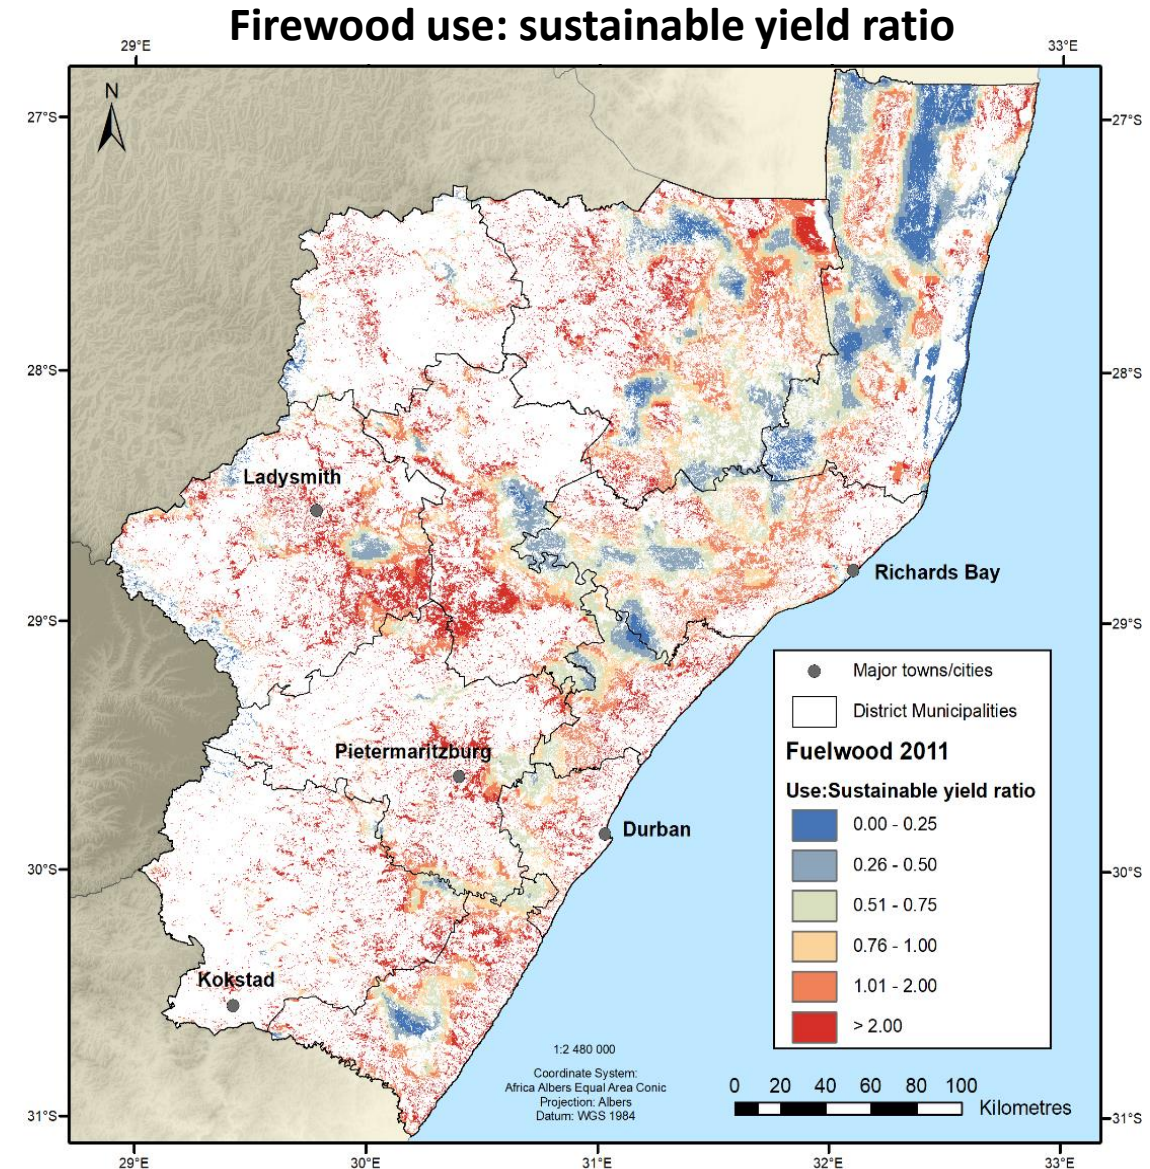 Firewood use: sustainable yield ratio
29°E
33°E
N
27°S
27°S
28°S
28°S
Ladysmith
Richards Bay
29°S
29°S
Major towns/cities
District Municipalities
Pietermaritzburg
Fuelwood 2011
Use:Sustainable yield ratio
0.00 - 0.25
Durban
0.26 - 0.50
30°S
30°S
0.51 - 0.75
0.76 - 1.00
Kokstad
1.01 - 2.00
> 2.00
1:2 480 000
Coordinate System:
Africa Albers Equal Area Conic
Projection: Albers
Datum: WGS 1984
0 20 40 60 80 100
Kilometres
31°S
31°S
29°E
30°E
31°E
32°E
33°E